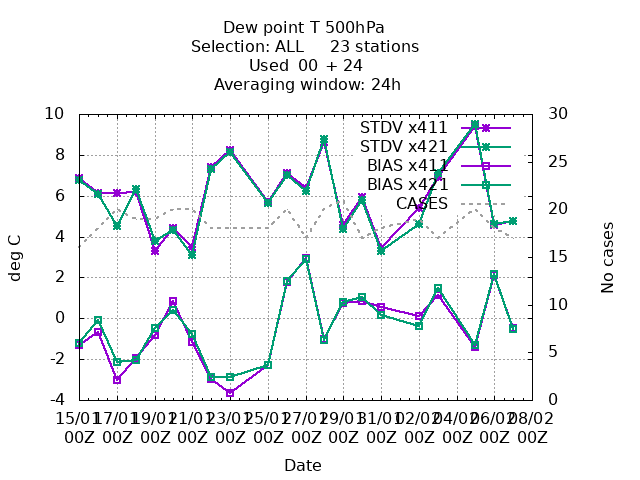 Dew point T 500hPa
Selection: ALL 23 stations
Used 00 + 24
Averaging window: 24h
10 30
STDV x411
STDV x421
BIAS x411
BIAS x421
CASES
8 25
6 20
4 15
2
0 10
-2 5
-4 0
deg C
No cases
15/01 17/01 19/01 21/01 23/01 25/01 27/01 29/01 31/01 02/02 04/02 06/02 08/02
00Z 00Z 00Z 00Z 00Z 00Z 00Z 00Z 00Z 00Z 00Z 00Z 00Z
Date